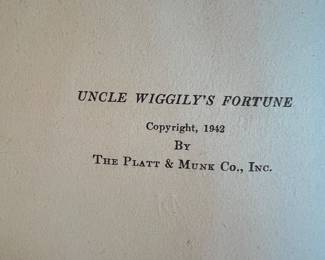 UNCLE WIGGILY'S FORTUNE
Copyright, 1942
By
The Platt & Munk Co., Inc.